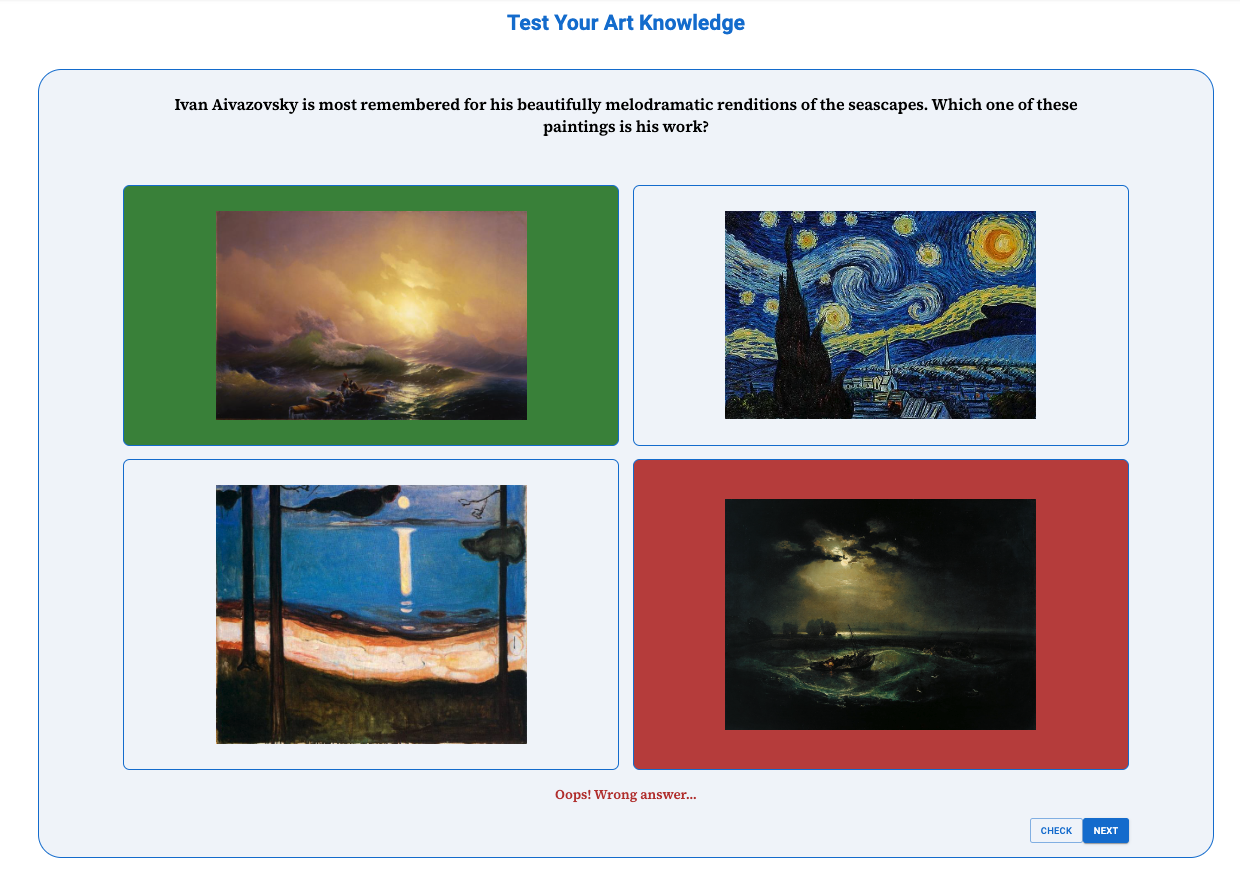 Test Your Art Knowledge
Ivan Aivazovsky is most remembered for his beautifully melodramatic renditions of the seascapes. Which one of these
paintings is his work?
Oops! Wrong answer...
CHECK
NEXT